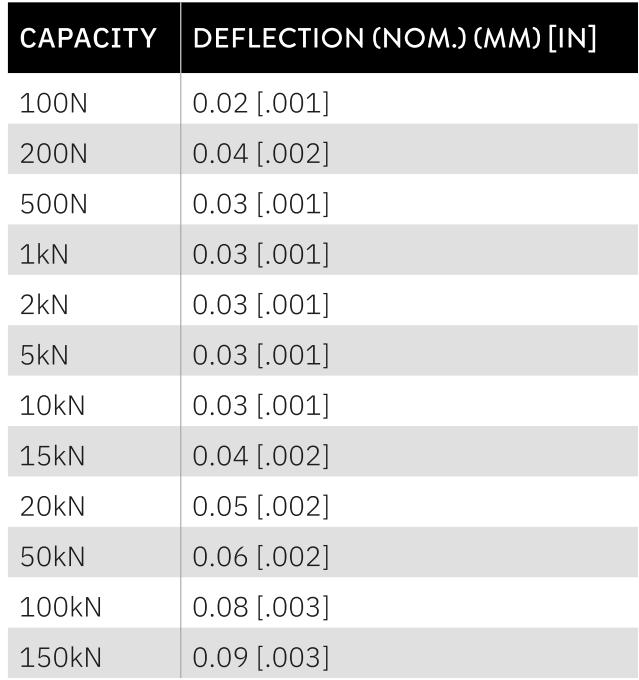 CAPACITY DEFLECTION (NOM.) (MM) [IN]
100N 0.02 [.001]
200N 0.04 [.002]
500N 0.03 [.001]
1kN 0.03 [.001]
2kN 0.03 [.001]
5kN 0.03 [.001]
10kN 0.03 [.001]
15kN 0.04 [.002]
20kN 0.05 [.002]
50kN 0.06 [.002]
100kN 0.08 [.003]
150kN 0.09 [.003]